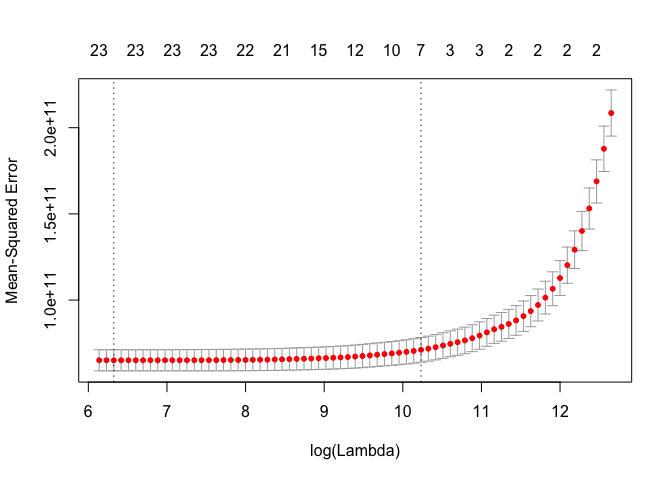 23 23 23 23 22 21 15 12 10 7 3 3 2 2 2 2
2.0e+11
1.5e+11
1.0e+11
Mean-Squared Error
6 7 8 9 10 11 12
log(Lambda)